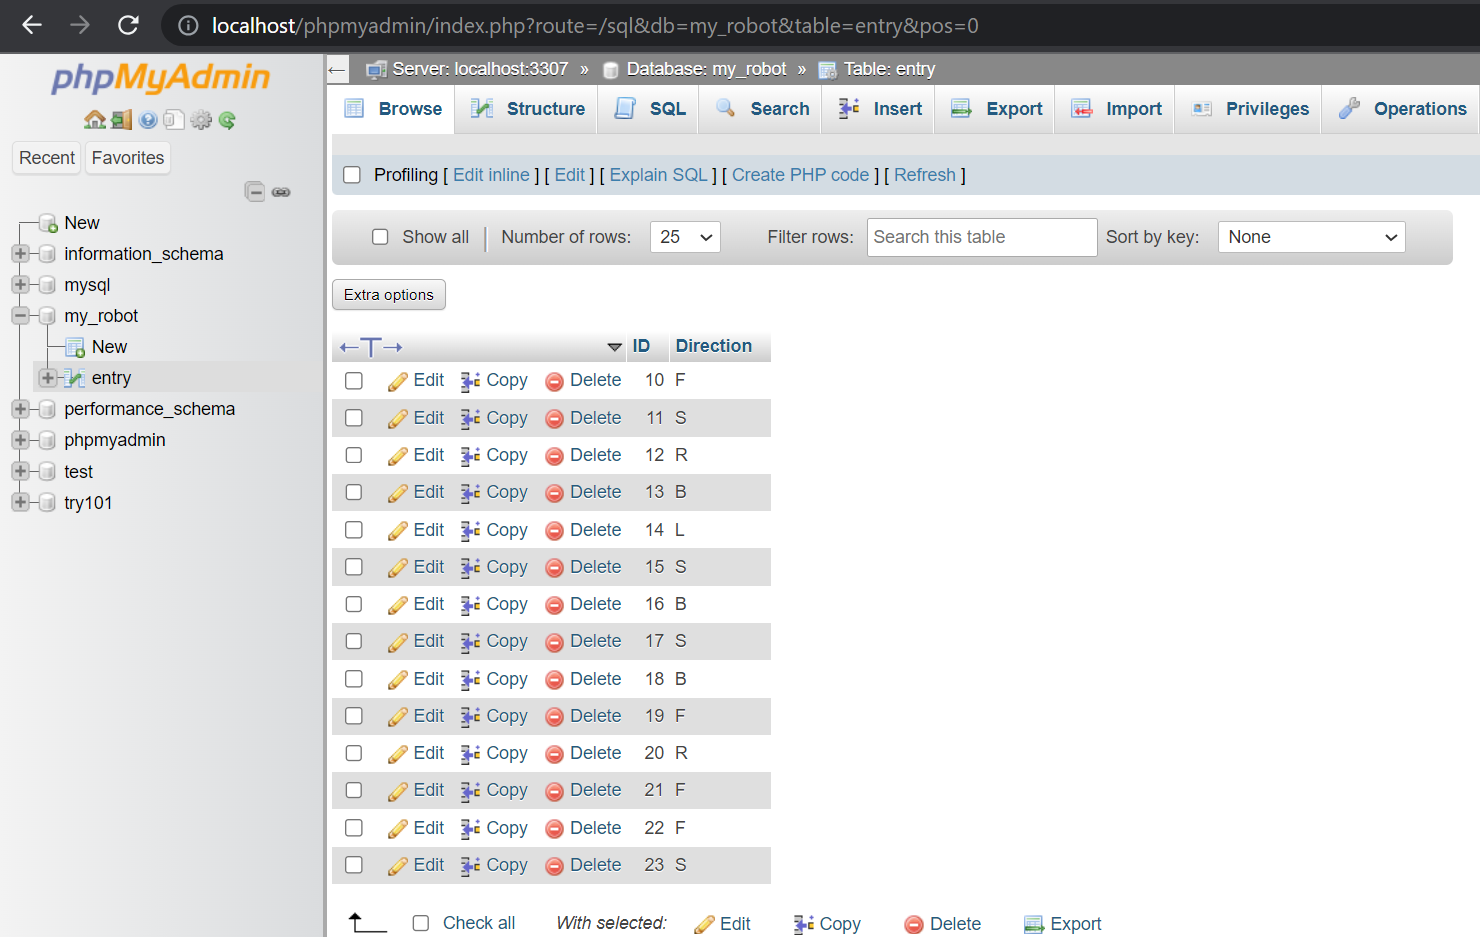 localhost/phpmyadmin/index.php?route=/sql&db=my_robot&table=entry&pos=0
phpMyAdmin
Recent Favorites
New
information_schema
mysql
my_robot
New
entry
performance_schema
phpmyadmin
test
try101
Server: localhost:3307 » Database: my_robot » Table: entry
Browse Structure SQL Search Insert Export Import Privileges Operations
Profiling [ Edit inline ] [ Edit ] [ Explain SQL ] [ Create PHP code ] [ Refresh ]
Show all Number of rows: 25 Filter rows: Search this table Sort by key: None
Extra options
←T→ ID Direction
Edit Copy Delete 10 F
Edit Copy Delete 11 S
Edit Copy Delete 12 R
Edit Copy Delete 13 B
Edit Copy Delete 14 L
Edit Copy Delete 15 S
Edit Copy Delete 16 B
Edit Copy Delete 17 S
Edit Copy Delete 18 B
Edit Copy Delete 19 F
Edit Copy Delete 20 R
Edit Copy Delete 21 F
Edit Copy Delete 22 F
Edit Copy Delete 23 S
Check all With selected: Edit Copy Delete Export